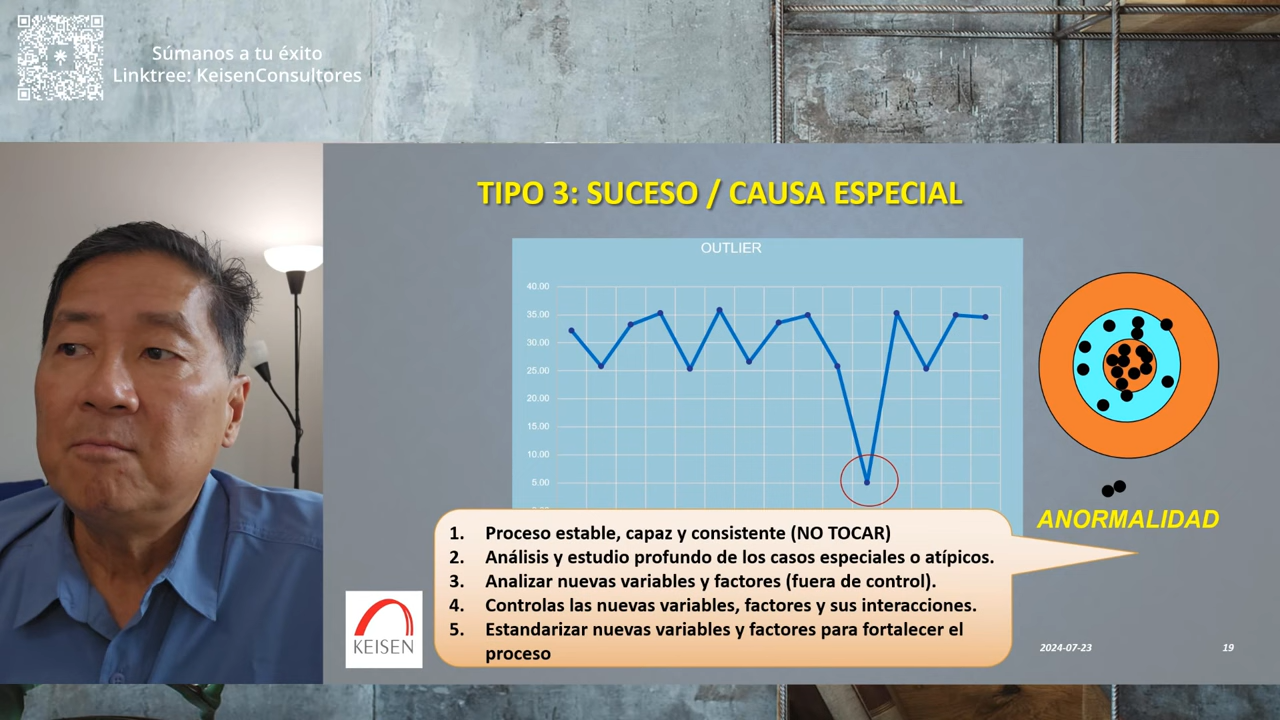 Súmanos a tu éxito
Linktree: KeisenConsultores
TIPO 3: SUCESO / CAUSA ESPECIAL
OUTLIER
40.00
35.00
30.00
25.00
20.00
15.00
10.00
5.00
ANORMALIDAD
1. Proceso estable, capaz y consistente (NO TOCAR)
2. Análisis y estudio profundo de los casos especiales o atípicos.
3. Analizar nuevas variables y factores (fuera de control).
4. Controlas las nuevas variables, factores y sus interacciones.
5. Estandarizar nuevas variables y factores para fortalecer el
proceso
KEISEN
2024-07-23
19